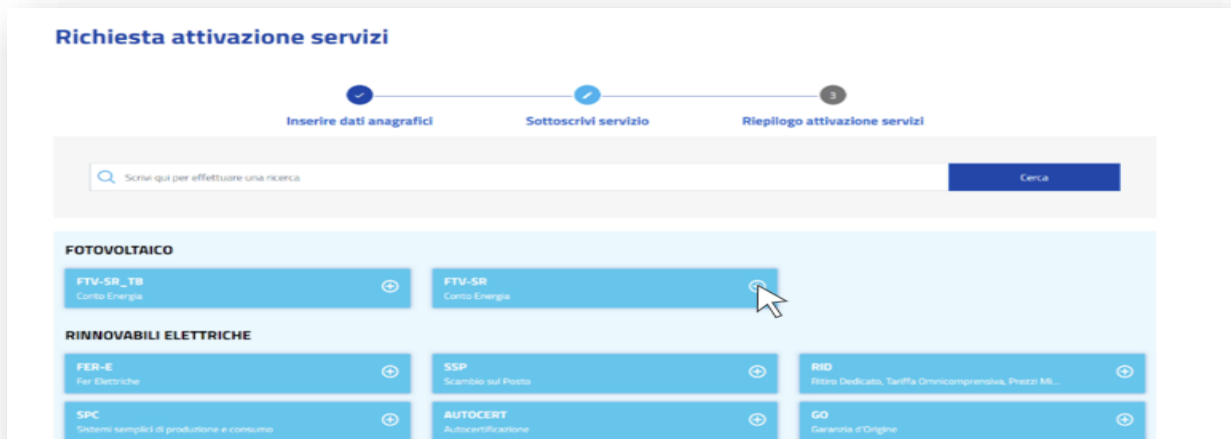 Richiesta attivazione servizi
3
Inserire dati anagrafici
Sottoscrivi servizio
Riepilogo attivazione servizi
Scrivi qui per effettuare una ricerca
Cerca
FOTOVOLTAICO
FTV-SR_TB
Conto Energia
FTV-SR
Conto Energia
RINNOVABILI ELETTRICHE
FER-E
Fer Elettriche
SSP
Scambio sul Posto
RID
Ritiro Dedicato, Tariffa Omnicomprensiva, Prezzi Mi...
SPC
Sistemi semplici di produzione e consumo
AUTOCERT
Autocertificazione
GO
Garanzia d'Origine